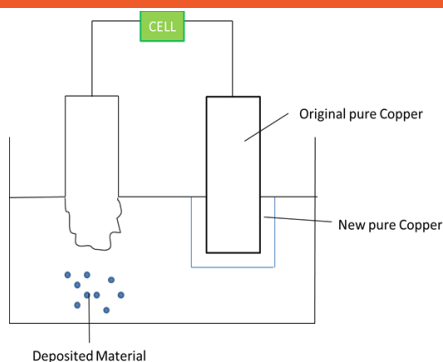 CELL
Original pure Copper
New pure Copper
Deposited Material